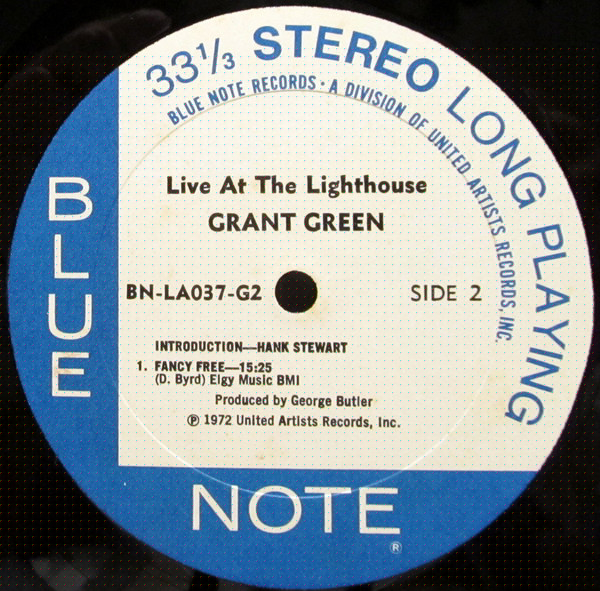 33⅓ STEREO LONG PLAYING
BLUE NOTE RECORDS · A DIVISION OF UNITED ARTISTS RECORDS, INC.
BLUE
Live At The Lighthouse
GRANT GREEN
BN-LA037-G2 SIDE 2
INTRODUCTION—HANK STEWART
1. FANCY FREE—15:25
(D. Byrd) Elgy Music BMI
Produced by George Butler
℗ 1972 United Artists Records, Inc.
NOTE
®